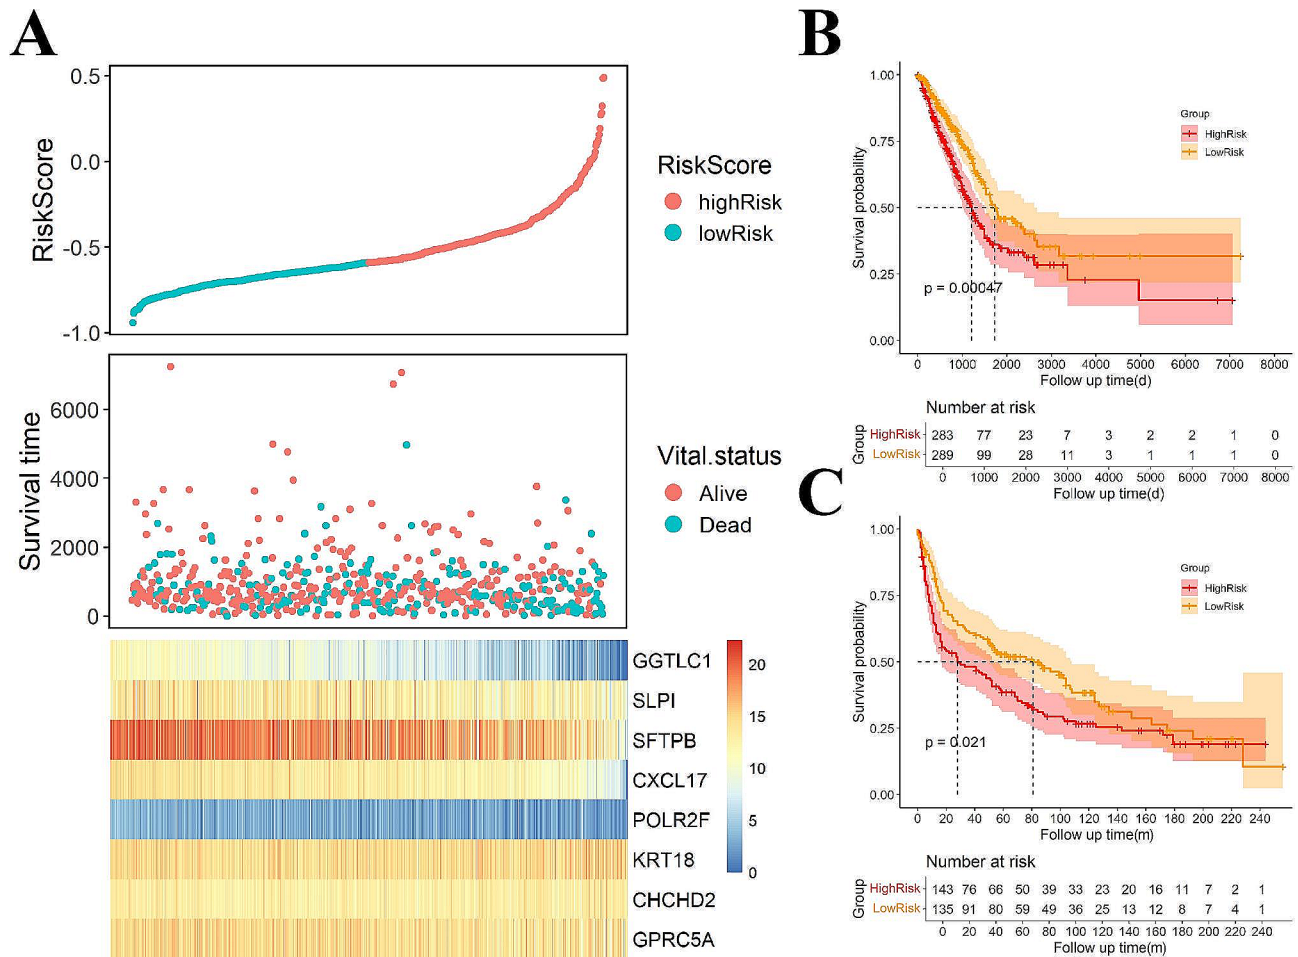 A
0.5
0.0
-0.5
-1.0
RiskScore
RiskScore
highRisk
lowRisk
6000
4000
2000
0
Survival time
Vital.status
Alive
Dead
GGTLC1
SLPI
SFTPB
CXCL17
POLR2F
KRT18
CHCHD2
GPRC5A
20
15
10
5
0
B
1.00
0.75
0.50
0.25
0.00
Survival probability
Group
HighRisk
LowRisk
p = 0.00047
0 1000 2000 3000 4000 5000 6000 7000 8000
Follow up time(d)
Number at risk
Group
HighRisk 283 77 23 7 3 2 2 1 0
LowRisk 289 99 28 11 3 1 1 1 0
0 1000 2000 3000 4000 5000 6000 7000 8000
Follow up time(d)
C
1.00
0.75
0.50
0.25
0.00
Survival probability
Group
HighRisk
LowRisk
p = 0.021
0 20 40 60 80 100 120 140 160 180 200 220 240
Follow up time(m)
Number at risk
Group
HighRisk 143 76 66 50 39 33 23 20 16 11 7 2 1
LowRisk 135 91 80 59 49 36 25 13 12 8 7 4 1
0 20 40 60 80 100 120 140 160 180 200 220 240
Follow up time(m)